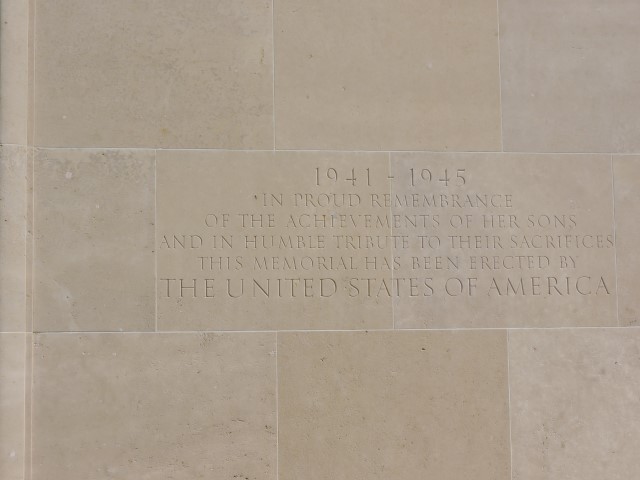 1941 - 1945
IN PROUD REMEMBRANCE
OF THE ACHIEVEMENTS OF HER SONS
AND IN HUMBLE TRIBUTE TO THEIR SACRIFICES
THIS MEMORIAL HAS BEEN ERECTED BY
THE UNITED STATES OF AMERICA